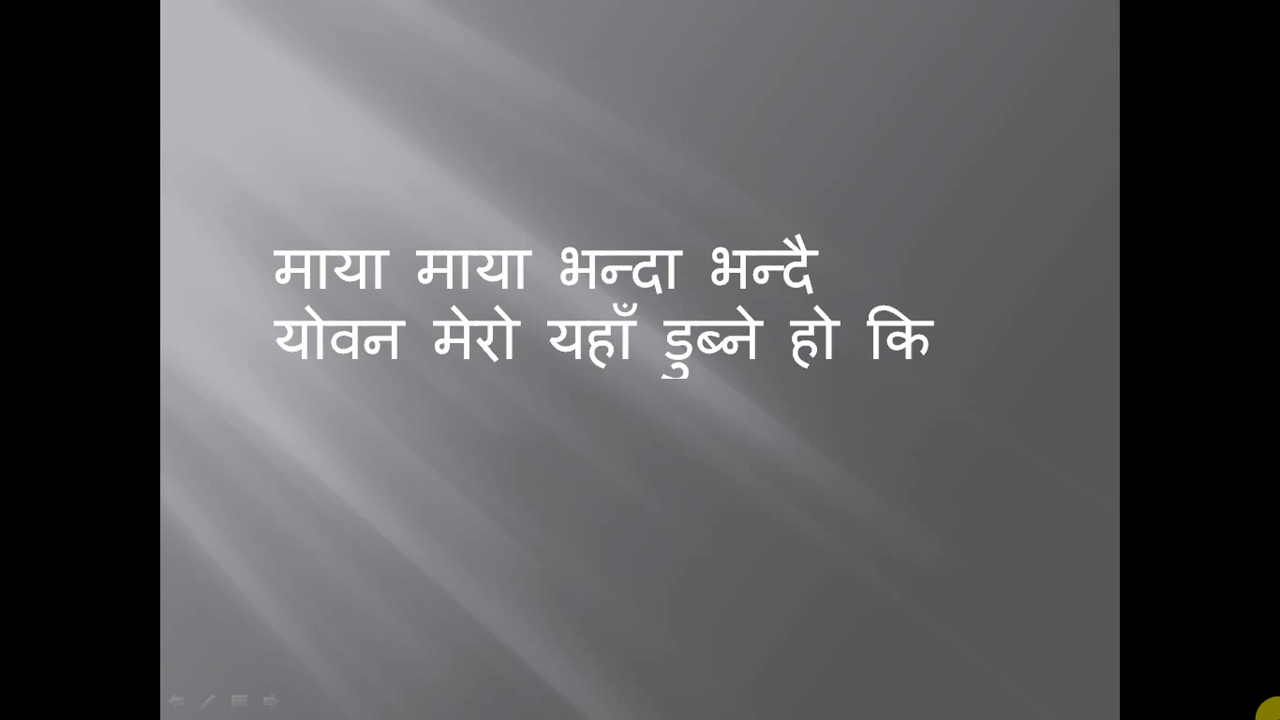 माया माया भन्दा भन्दै
योवन मेरो यहाँ डुब्ने हो कि